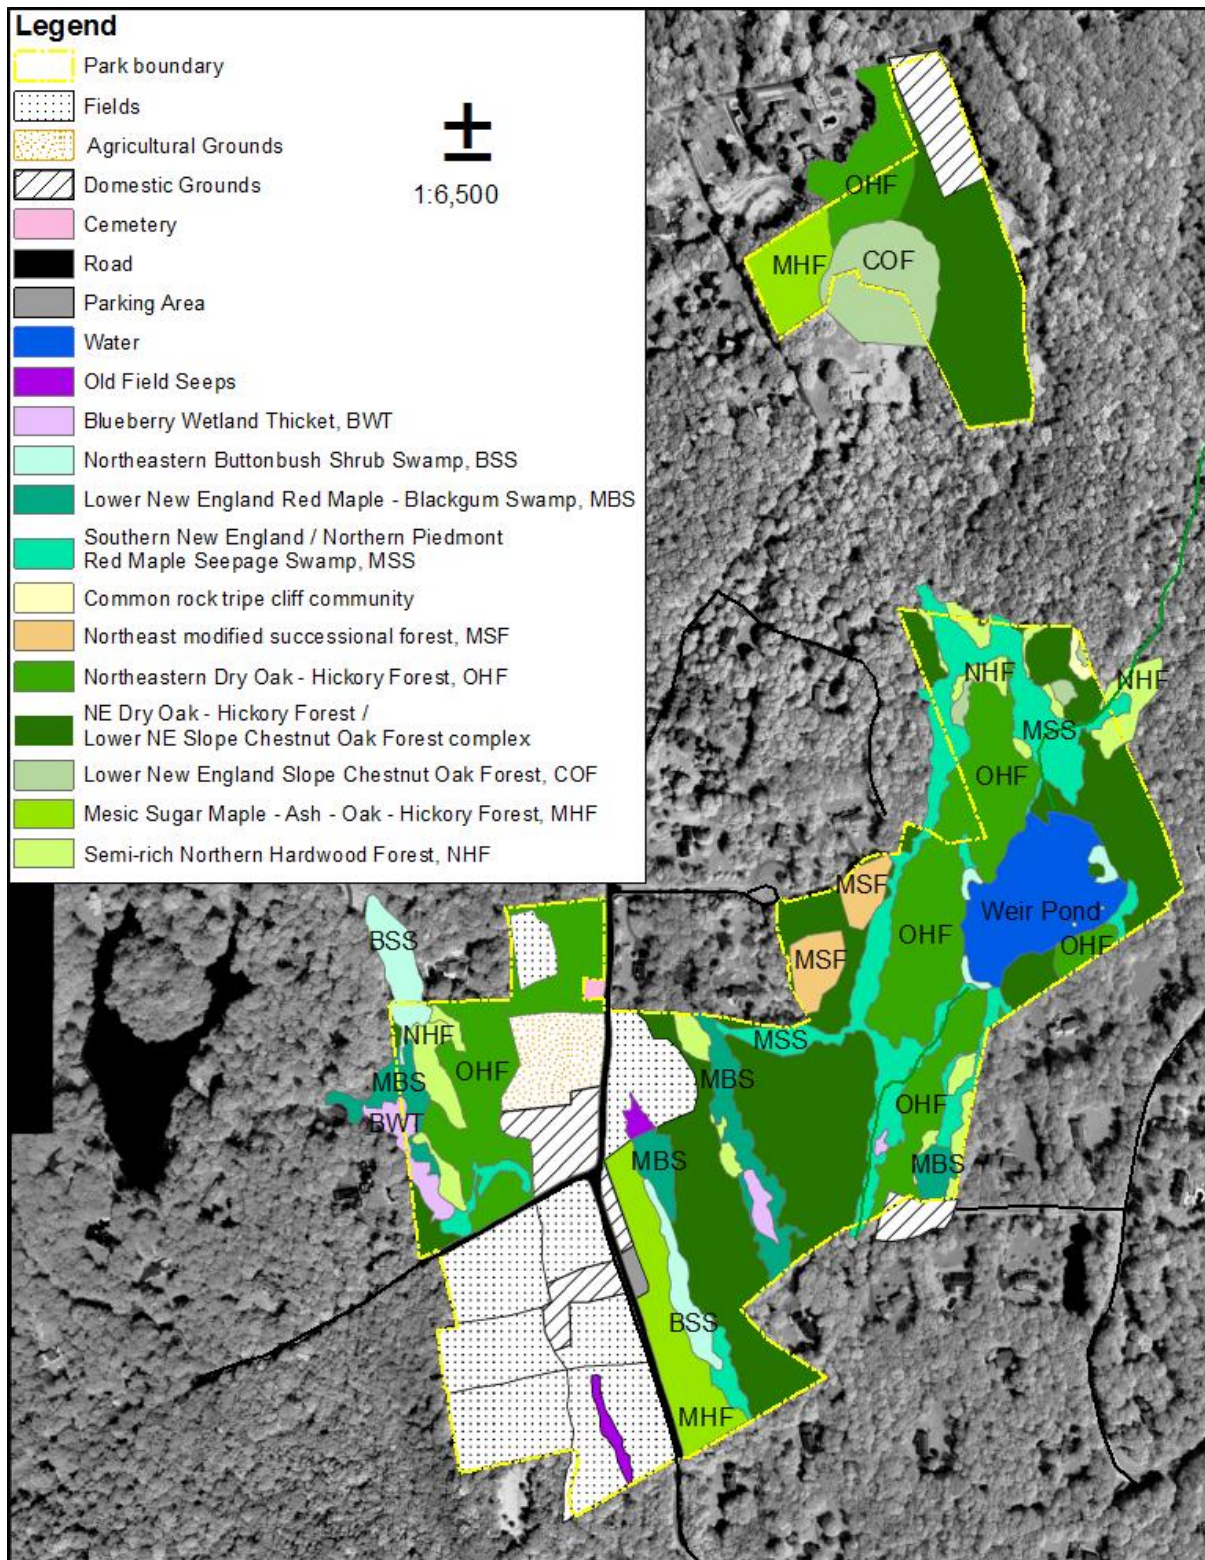 Legend
Park boundary
Fields
Agricultural Grounds
Domestic Grounds
Cemetery
Road
Parking Area
Water
Old Field Seeps
Blueberry Wetland Thicket, BWT
Northeastern Buttonbush Shrub Swamp, BSS
Lower New England Red Maple - Blackgum Swamp, MBS
Southern New England / Northern Piedmont
Red Maple Seepage Swamp, MSS
Common rock tripe cliff community
Northeast modified successional forest, MSF
Northeastern Dry Oak - Hickory Forest, OHF
NE Dry Oak - Hickory Forest /
Lower NE Slope Chestnut Oak Forest complex
Lower New England Slope Chestnut Oak Forest, COF
Mesic Sugar Maple - Ash - Oak - Hickory Forest, MHF
Semi-rich Northern Hardwood Forest, NHF
±
1:6,500
OHF
MHF
COF
NHF
NHF
MSS
OHF
MSF
Weir Pond
OHF
OHF
MSF
BSS
NHF
MSS
OHF
MBS
MBS
OHF
BWT
MBS
MBS
BSS
MHF